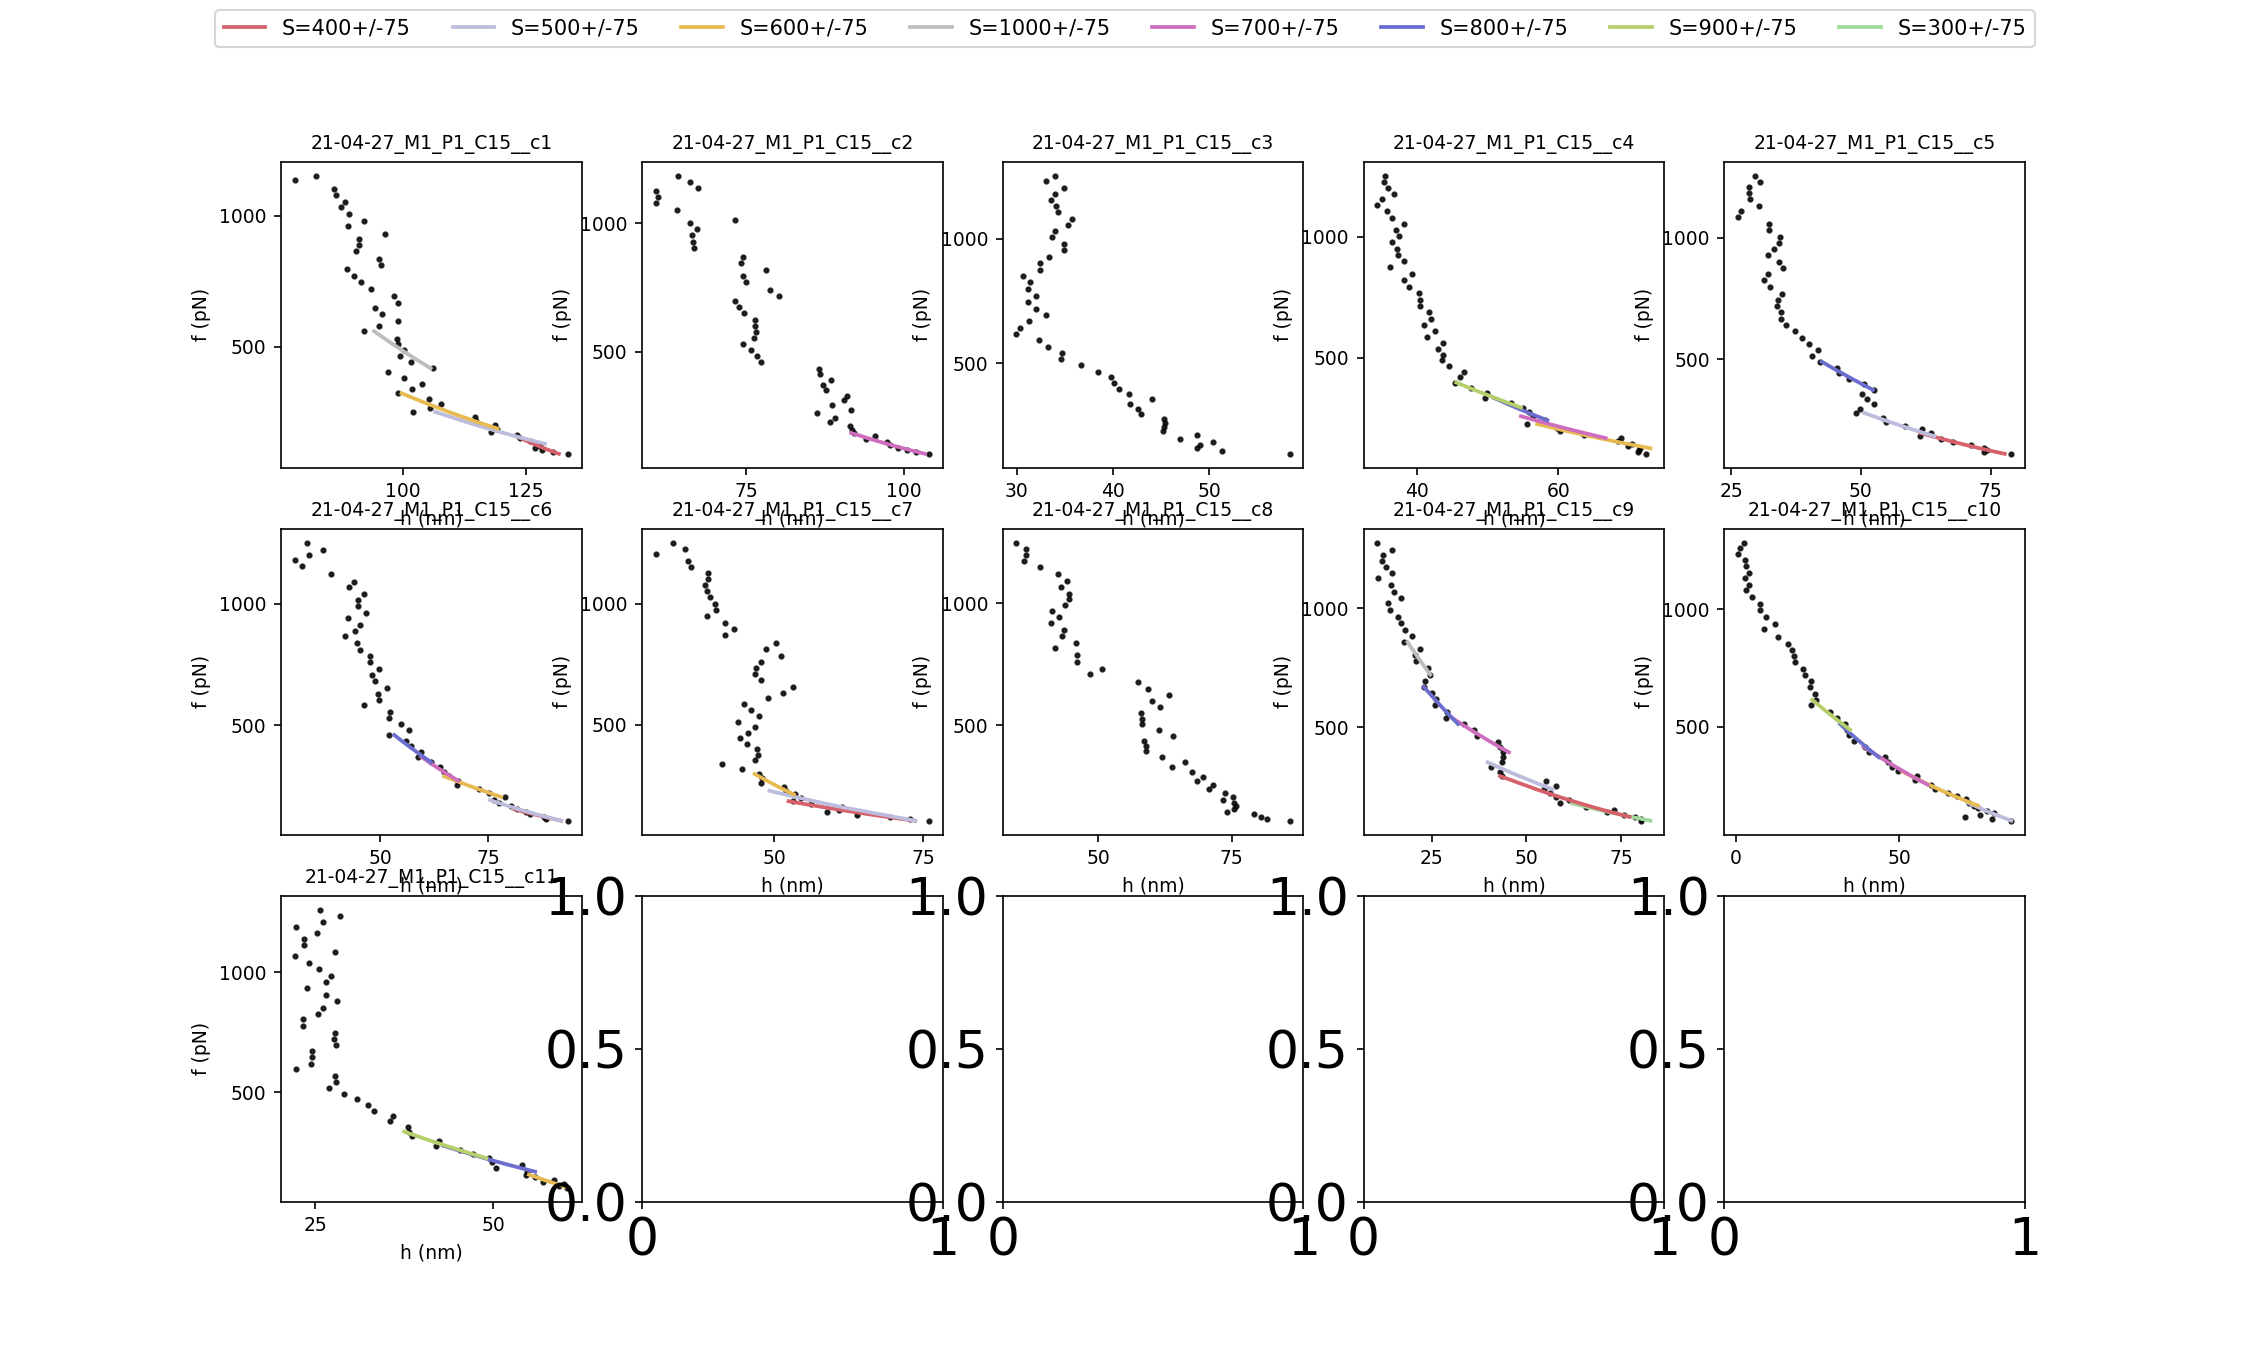 S=400+/-75 S=500+/-75 S=600+/-75 S=1000+/-75 S=700+/-75 S=800+/-75 S=900+/-75 S=300+/-75
21-04-27_M1_P1_C15__c1 21-04-27_M1_P1_C15__c2 21-04-27_M1_P1_C15__c3 21-04-27_M1_P1_C15__c4 21-04-27_M1_P1_C15__c5
1000 1000 1000 1000 1000
f (pN) f (pN) f (pN) f (pN) f (pN)
500 500 500 500 500
100 125 75 100 30 40 50 40 60 25 50 75
h (nm) h (nm) h (nm) h (nm) h (nm)
21-04-27_M1_P1_C15__c6 21-04-27_M1_P1_C15__c7 21-04-27_M1_P1_C15__c8 21-04-27_M1_P1_C15__c9 21-04-27_M1_P1_C15__c10
1000 1000 1000 1000 1000
f (pN) f (pN) f (pN) f (pN) f (pN)
500 500 500 500 500
50 75 50 75 50 75 25 50 75 0 50
h (nm) h (nm) h (nm) h (nm) h (nm)
21-04-27_M1_P1_C15__c11
1.0 1.0 1.0 1.0
1000
f (pN)
0.5 0.5 0.5 0.5
500
0.0 0.0 0.0 0.0
25 50 0 1 0 1 0 1 0 1
h (nm)